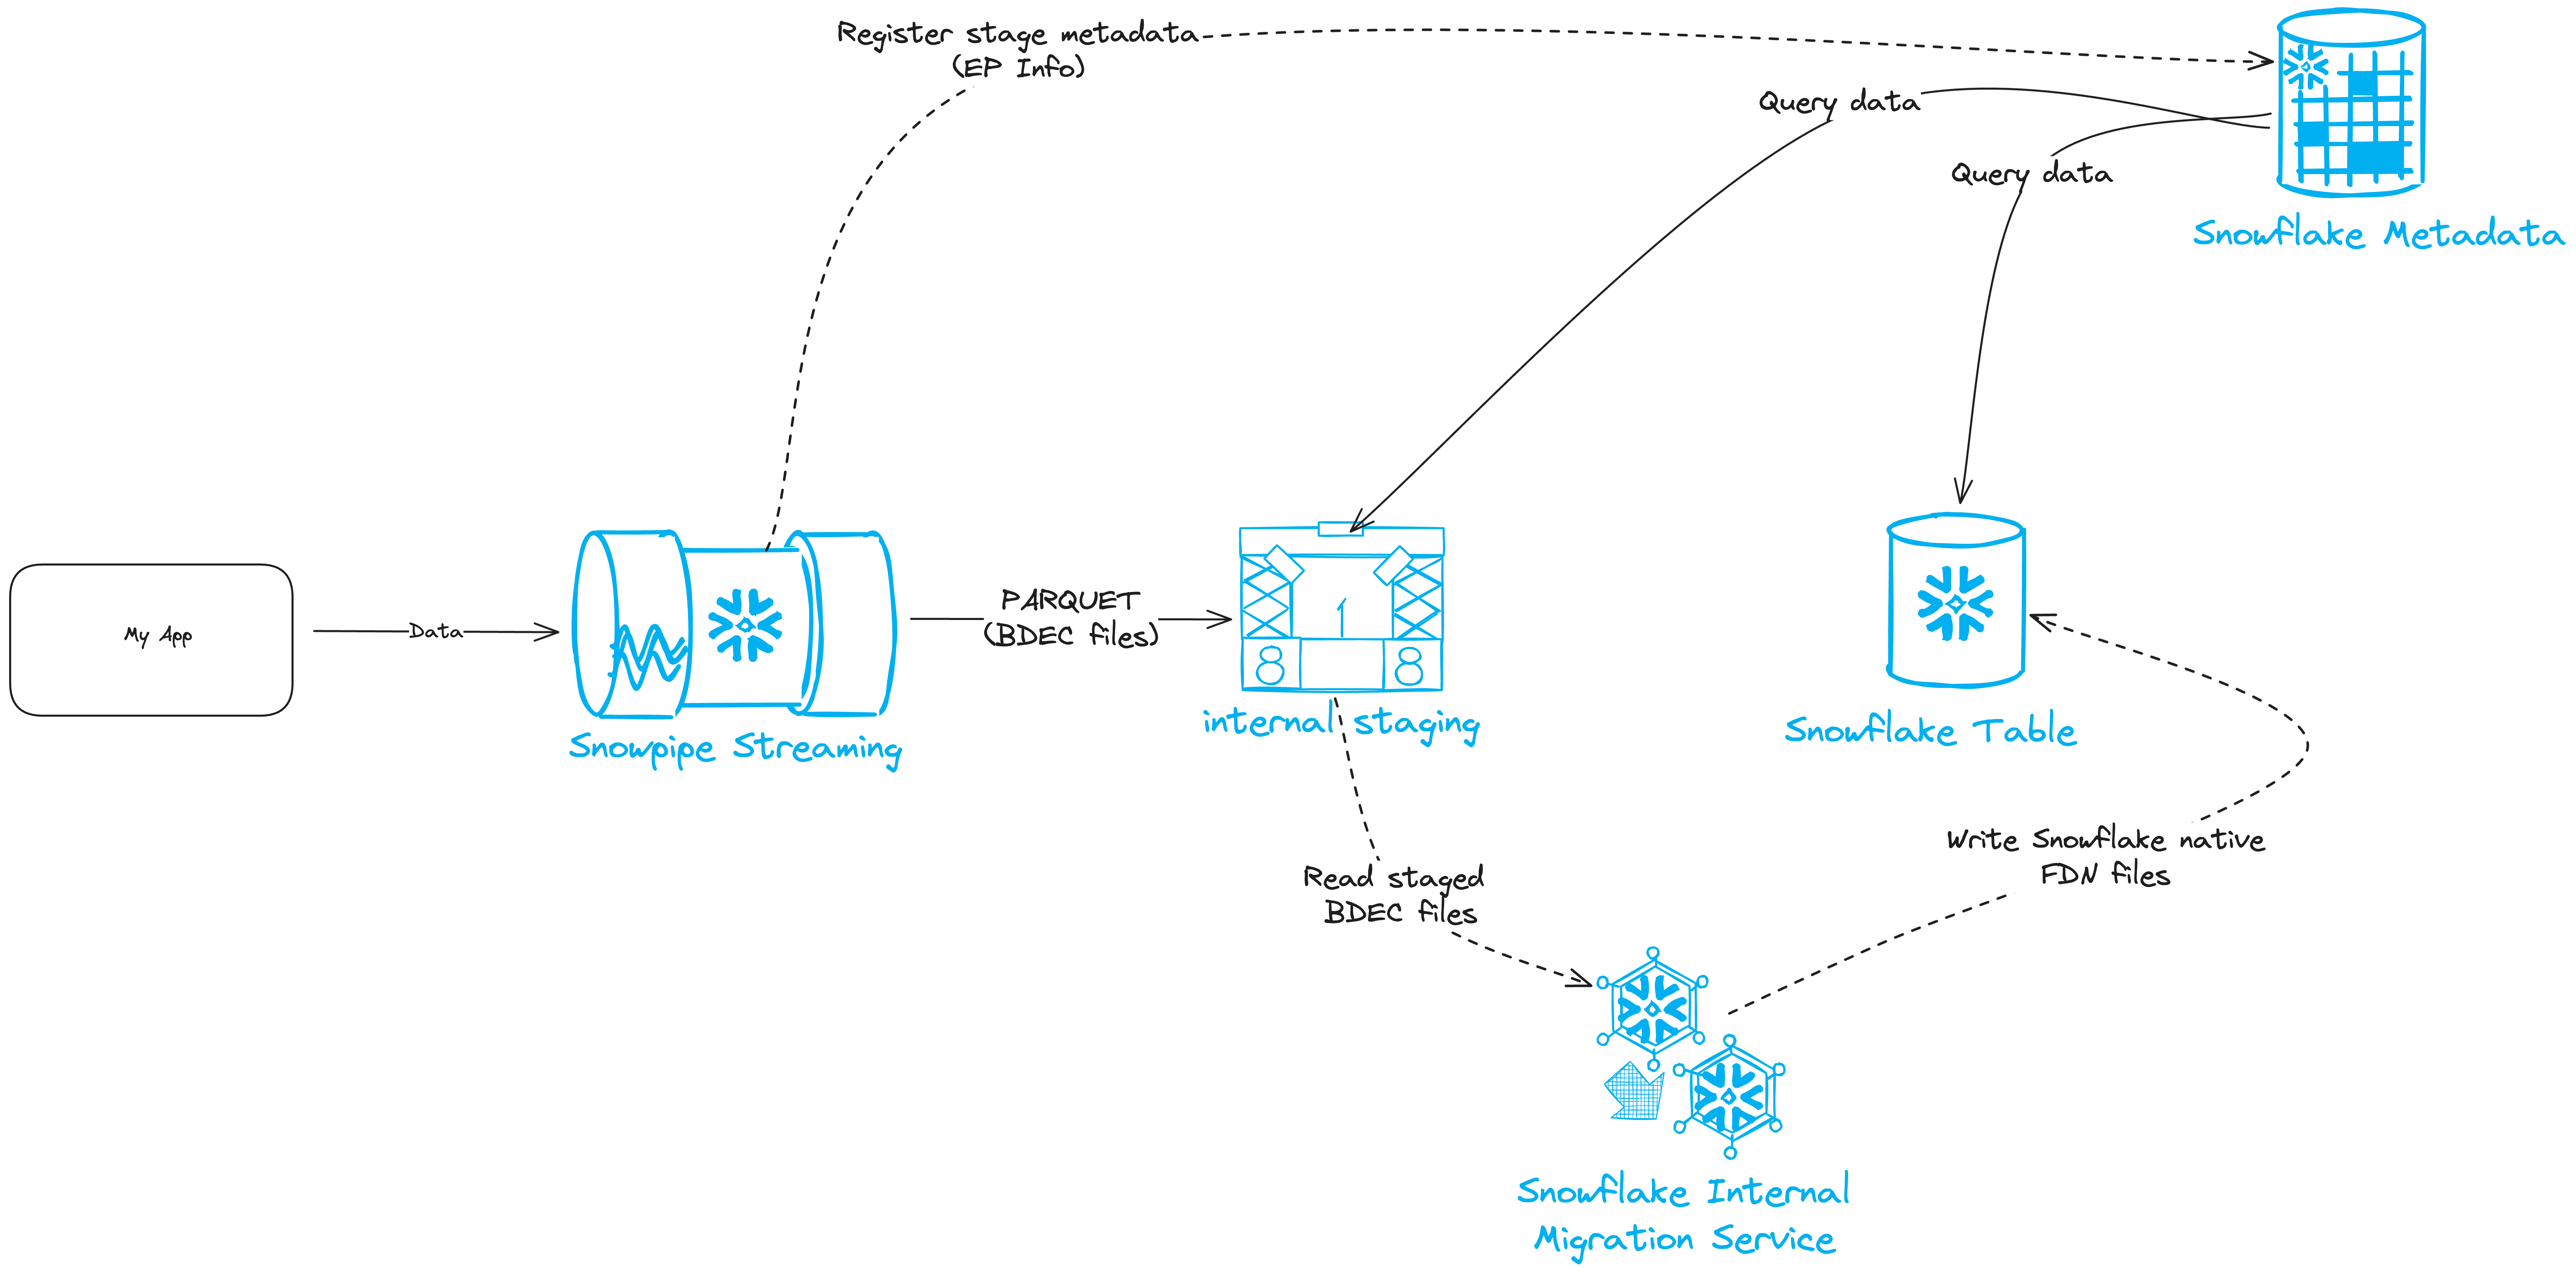 Register stage metadata
(EP Info)
Query data
Query data
Snowflake Metadata
My App
Data
Snowpipe Streaming
PARQUET
(BDEC files)
internal staging
Snowflake Table
Read staged
BDEC files
Write Snowflake native
FDN files
Snowflake Internal
Migration Service